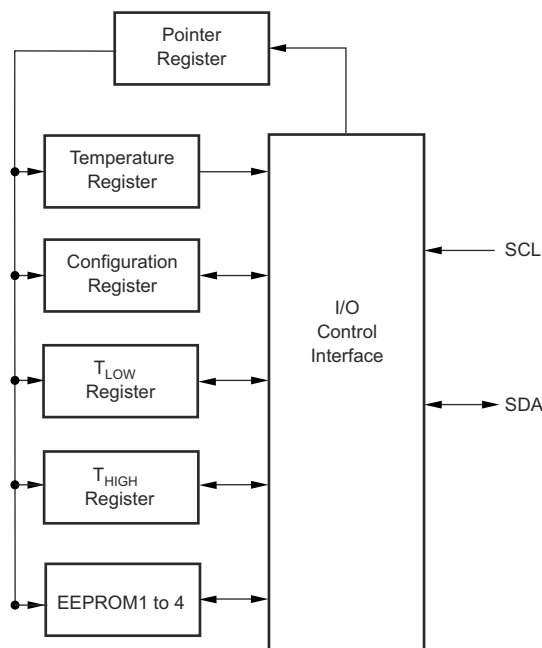 Pointer
Register
Temperature
Register
Configuration
Register
T_LOW
Register
T_HIGH
Register
EEPROM1 to 4
I/O
Control
Interface
SCL
SDA